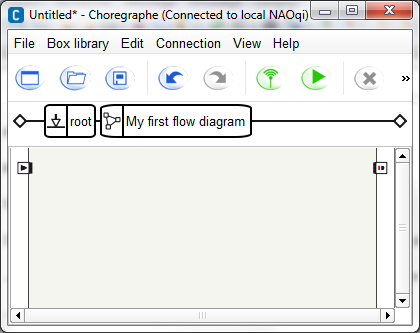 Untitled* - Choregraphe (Connected to local NAOqi)
File Box library Edit Connection View Help
»
root My first flow diagram